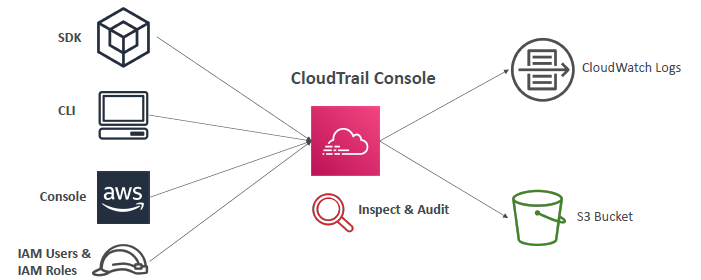 SDK
CloudTrail Console
CloudWatch Logs
CLI
Console
aws
Inspect & Audit
S3 Bucket
IAM Users &
IAM Roles